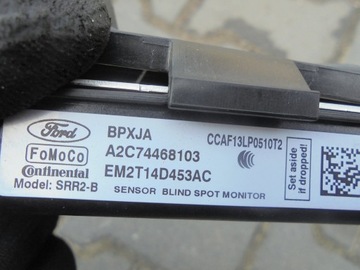 Ford
BPXJA
CCAF13LP0510T2
FoMoCo
A2C74468103
Continental
EM2T14D453AC
Model: SRR2-B
SENSOR BLIND SPOT MONITOR
Set aside
if dropped!